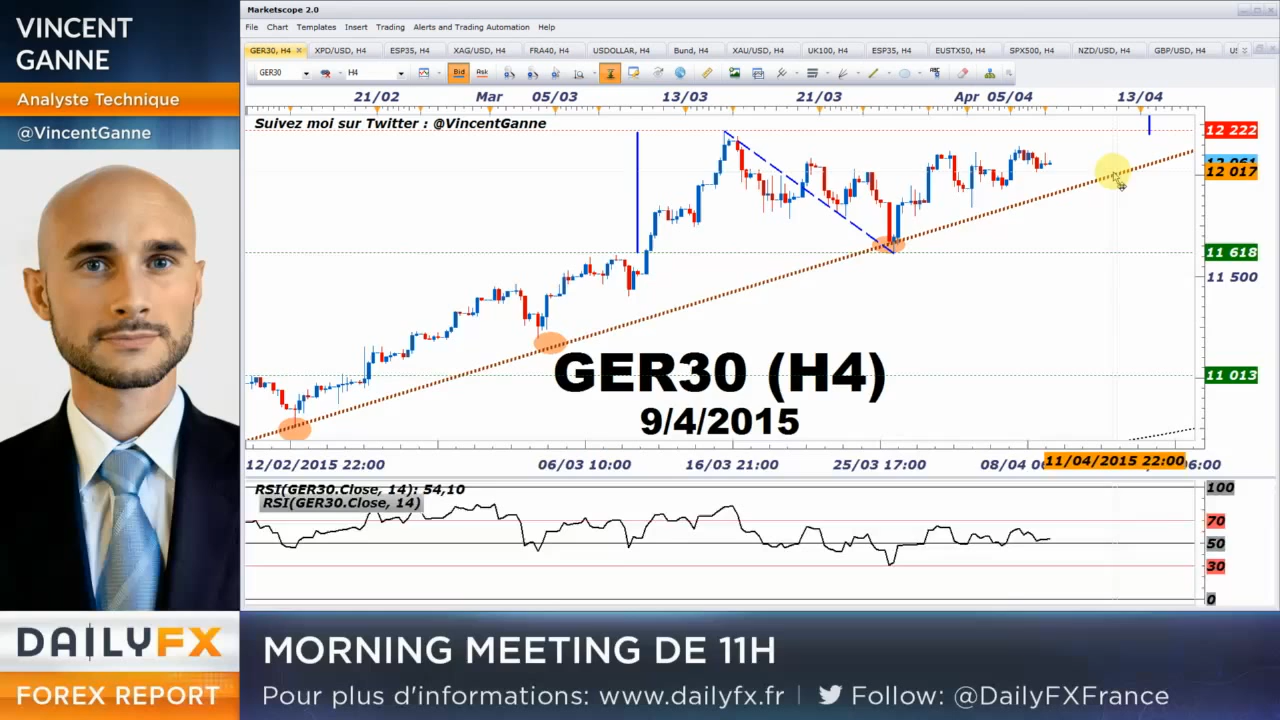 VINCENT
GANNE
Analyste Technique
@VincentGanne
Marketscope 2.0
File Chart Templates Insert Trading Alerts and Trading Automation Help
GER30, H4 XPD/USD, H4 ESP35, H4 XAG/USD, H4 FRA40, H4 USDOLLAR, H4 Bund, H4 XAU/USD, H4 UK100, H4 ESP35, H4 EUSTX50, H4 SPX500, H4 NZD/USD, H4 GBP/USD, H4
GER30 H4 Bid Ask
21/02 Mar 05/03 13/03 21/03 Apr 05/04 13/04
Suivez moi sur Twitter : @VincentGanne
12 222
12 061
12 017
11 618
11 500
11 013
GER30 (H4)
9/4/2015
12/02/2015 22:00 06/03 10:00 16/03 21:00 25/03 17:00 08/04 11/04/2015 22:00
RSI(GER30.Close, 14): 54,10
RSI(GER30.Close, 14)
100
70
50
30
0
DAILYFX
FOREX REPORT
MORNING MEETING DE 11H
Pour plus d'informations: www.dailyfx.fr | Follow: @DailyFXFrance